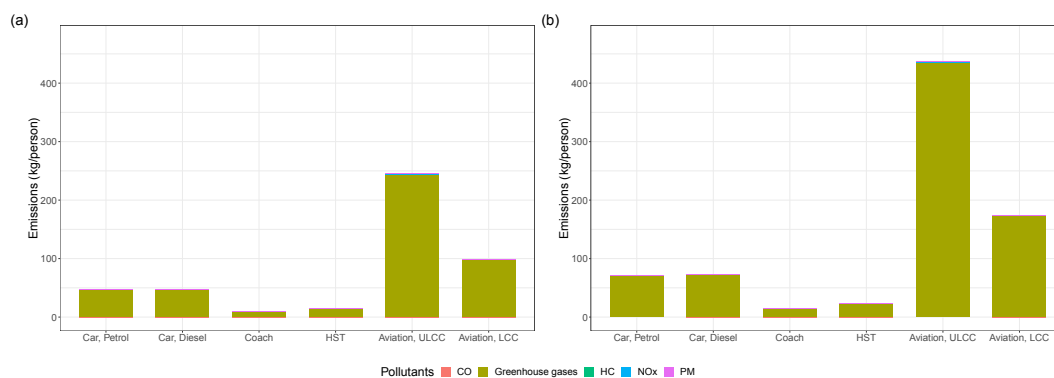 (a)
(b)
Emissions (kg/person)
400
300
200
100
0
Car, Petrol Car, Diesel Coach HST Aviation, ULCC Aviation, LCC
Emissions (kg/person)
400
300
200
100
0
Car, Petrol Car, Diesel Coach HST Aviation, ULCC Aviation, LCC
Pollutants CO Greenhouse gases HC NOx PM